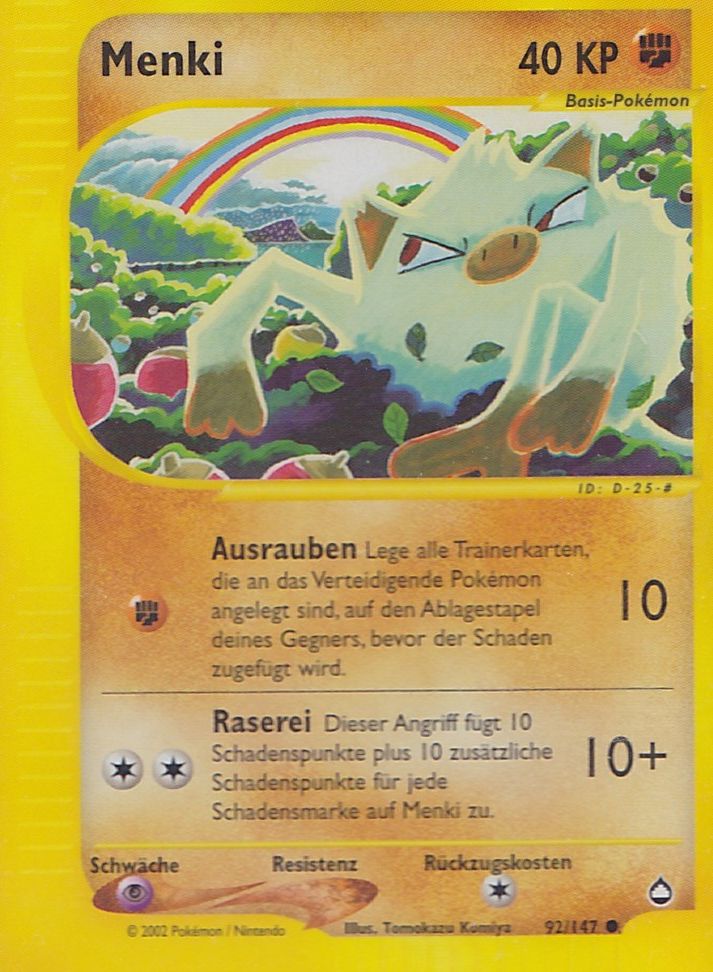 Menki 40 KP
Basis-Pokémon
ID: D-25-#
Ausrauben Lege alle Trainerkarten,
die an das Verteidigende Pokémon
angelegt sind, auf den Ablagestapel
deines Gegners, bevor der Schaden
zugefügt wird.
10
Raserei Dieser Angriff fügt 10
Schadenspunkte plus 10 zusätzliche
Schadenspunkte für jede
Schadensmarke auf Menki zu.
10+
Schwäche Resistenz Rückzugskosten
© 2002 Pokémon / Nintendo Illus. Tomokazu Komiya 92/147